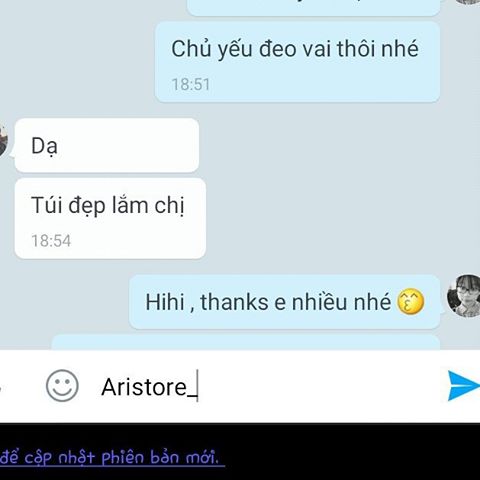 Chủ yếu đeo vai thôi nhé
18:51
Dạ
Túi đẹp lắm chị
18:54
Hihi , thanks e nhiều nhé 😙
Aristore_
để cập nhật phiên bản mới.